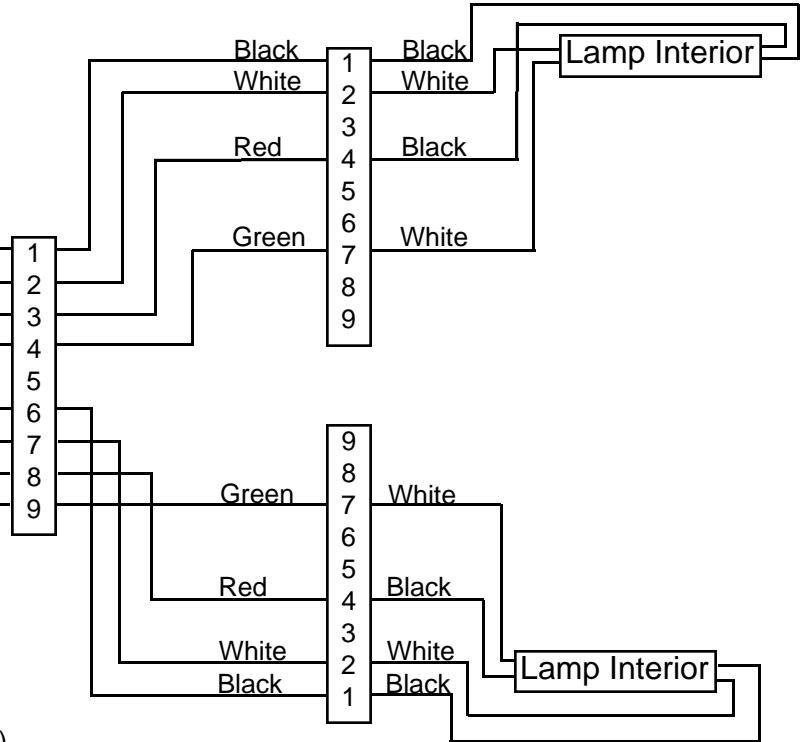 Black Black
Lamp Interior
1
White White
2
3
Red Black
4
5
6
Green White
7
8
9
1
2
3
4
5
6
7
8
9
9
8
Green White
7
6
5
Red Black
4
3
White White
2
Lamp Interior
Black Black
1
)